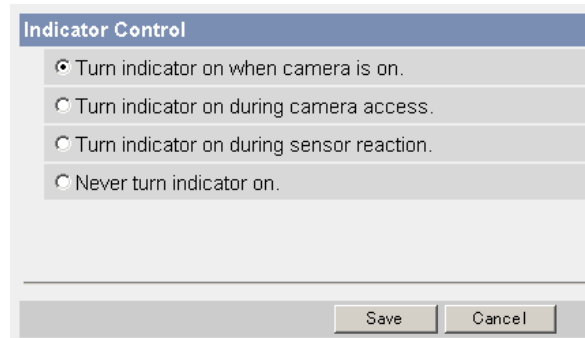 Indicator Control
Turn indicator on when camera is on.
Turn indicator on during camera access.
Turn indicator on during sensor reaction.
Never turn indicator on.
Save Cancel